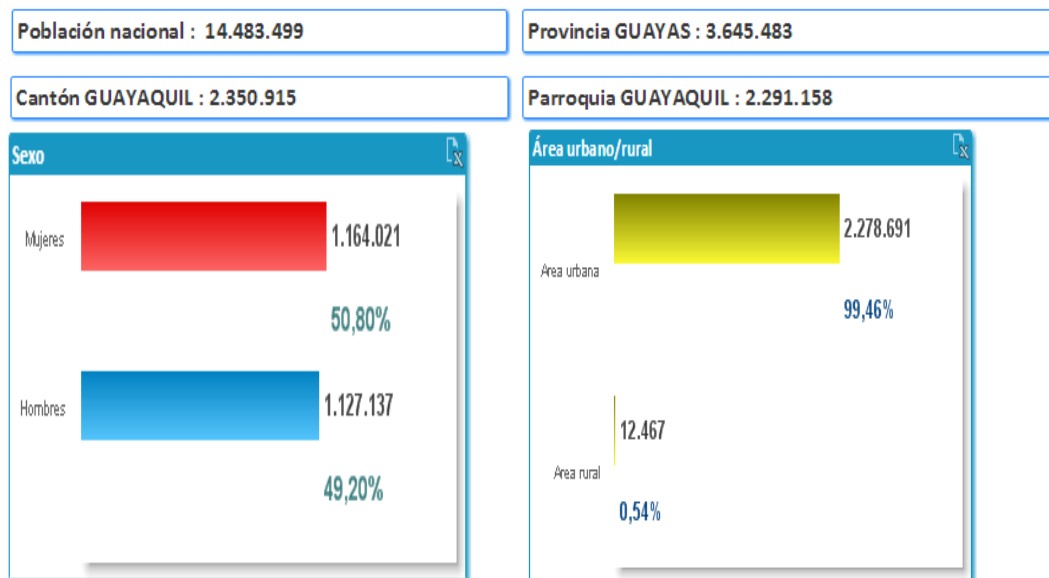 Población nacional : 14.483.499
Provincia GUAYAS : 3.645.483
Cantón GUAYAQUIL : 2.350.915
Parroquia GUAYAQUIL : 2.291.158
Sexo
Mujeres
1.164.021
50,80%
Hombres
1.127.137
49,20%
Área urbano/rural
Area urbana
2.278.691
99,46%
Area rural
12.467
0,54%